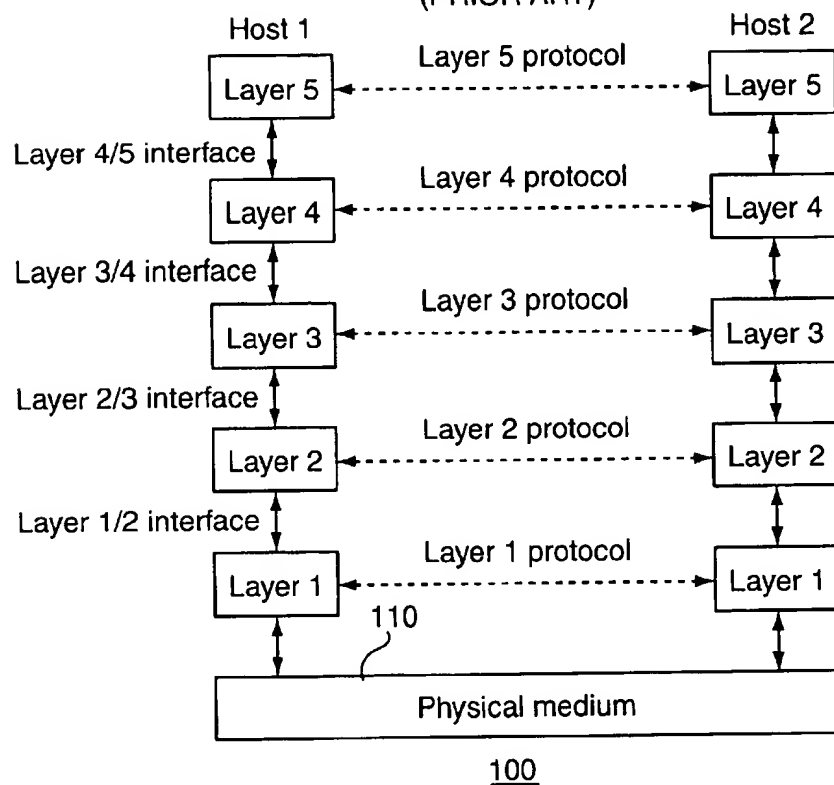 (PRIOR ART)
Host 1
Host 2
Layer 5 protocol
Layer 5
Layer 5
Layer 4/5 interface
Layer 4 protocol
Layer 4
Layer 4
Layer 3/4 interface
Layer 3 protocol
Layer 3
Layer 3
Layer 2/3 interface
Layer 2 protocol
Layer 2
Layer 2
Layer 1/2 interface
Layer 1 protocol
Layer 1
Layer 1
110
Physical medium
100